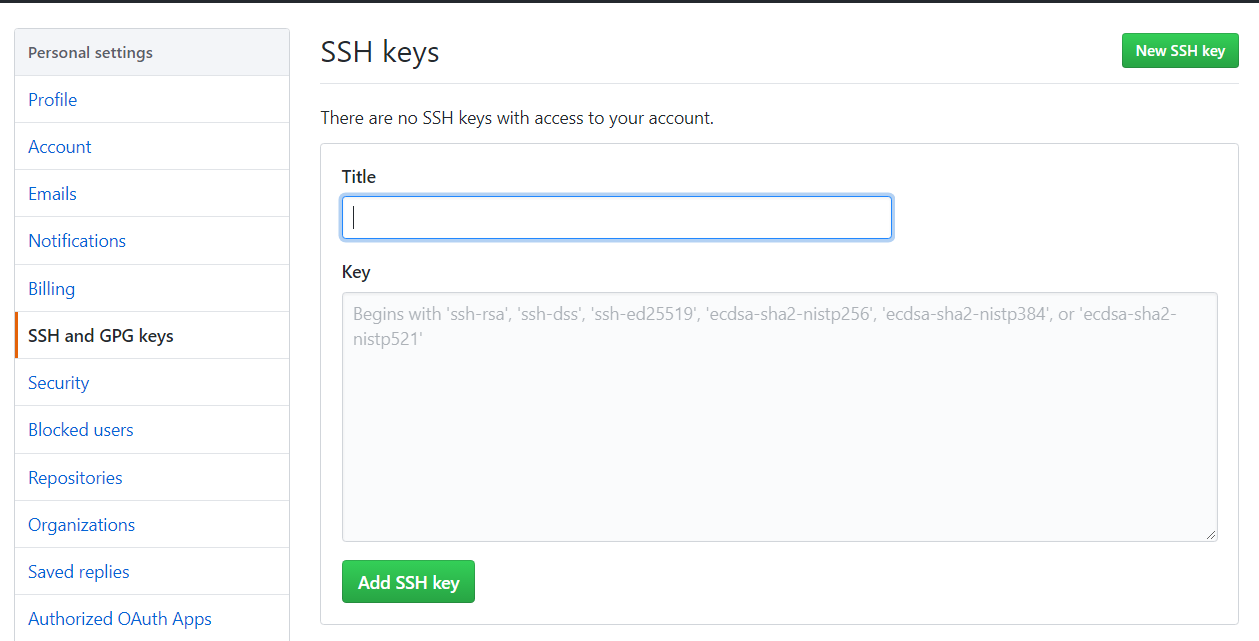 Personal settings
Profile
Account
Emails
Notifications
Billing
SSH and GPG keys
Security
Blocked users
Repositories
Organizations
Saved replies
Authorized OAuth Apps
SSH keys
New SSH key
There are no SSH keys with access to your account.
Title
Key
Begins with 'ssh-rsa', 'ssh-dss', 'ssh-ed25519', 'ecdsa-sha2-nistp256', 'ecdsa-sha2-nistp384', or 'ecdsa-sha2-
nistp521'
Add SSH key